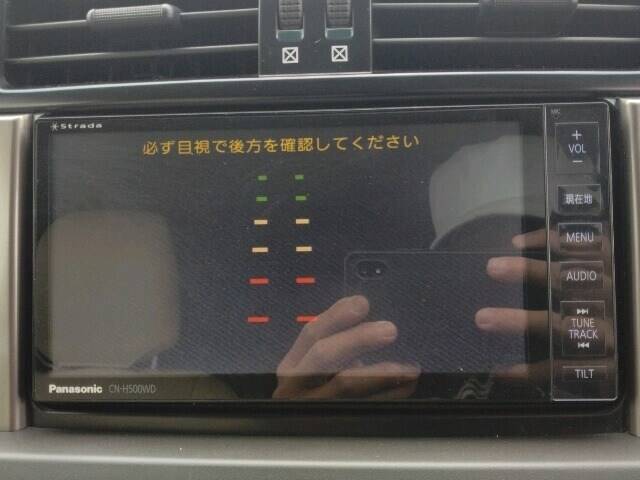 Strada
MIC
必ず目視で後方を確認してください
+
VOL
−
現在地
MENU
AUDIO
TUNE
TRACK
TILT
Panasonic CN-H500WD